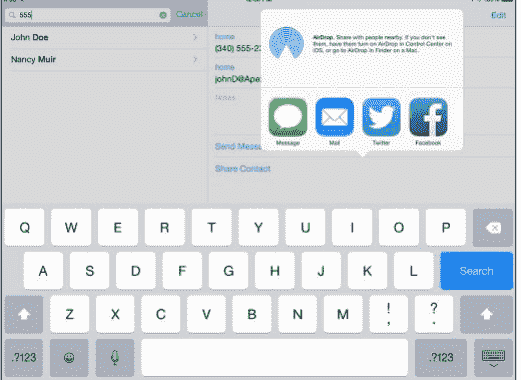 555
Cancel
Edit
John Doe
Nancy Muir
home
(340) 555-2
home
johnD@Ape
Notes
Send Messa
Share Contact
AirDrop. Share with people nearby. If you don't see
them, have them turn on AirDrop in Control Center on
iOS, or go to AirDrop in Finder on a Mac.
Message
Mail
Twitter
Facebook
Q W E R T Y U I O P
A S D F G H J K L Search
Z X C V B N M ! , ? .
.?123 .?123